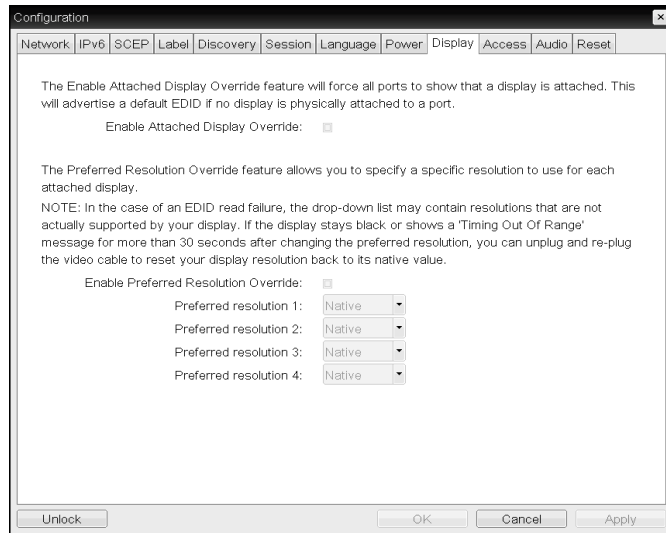 Configuration
Network IPv6 SCEP Label Discovery Session Language Power Display Access Audio Reset
The Enable Attached Display Override feature will force all ports to show that a display is attached. This
will advertise a default EDID if no display is physically attached to a port.
Enable Attached Display Override:
The Preferred Resolution Override feature allows you to specify a specific resolution to use for each
attached display.
NOTE: In the case of an EDID read failure, the drop-down list may contain resolutions that are not
actually supported by your display. If the display stays black or shows a 'Timing Out Of Range'
message for more than 30 seconds after changing the preferred resolution, you can unplug and re-plug
the video cable to reset your display resolution back to its native value.
Enable Preferred Resolution Override:
Preferred resolution 1: Native
Preferred resolution 2: Native
Preferred resolution 3: Native
Preferred resolution 4: Native
Unlock OK Cancel Apply